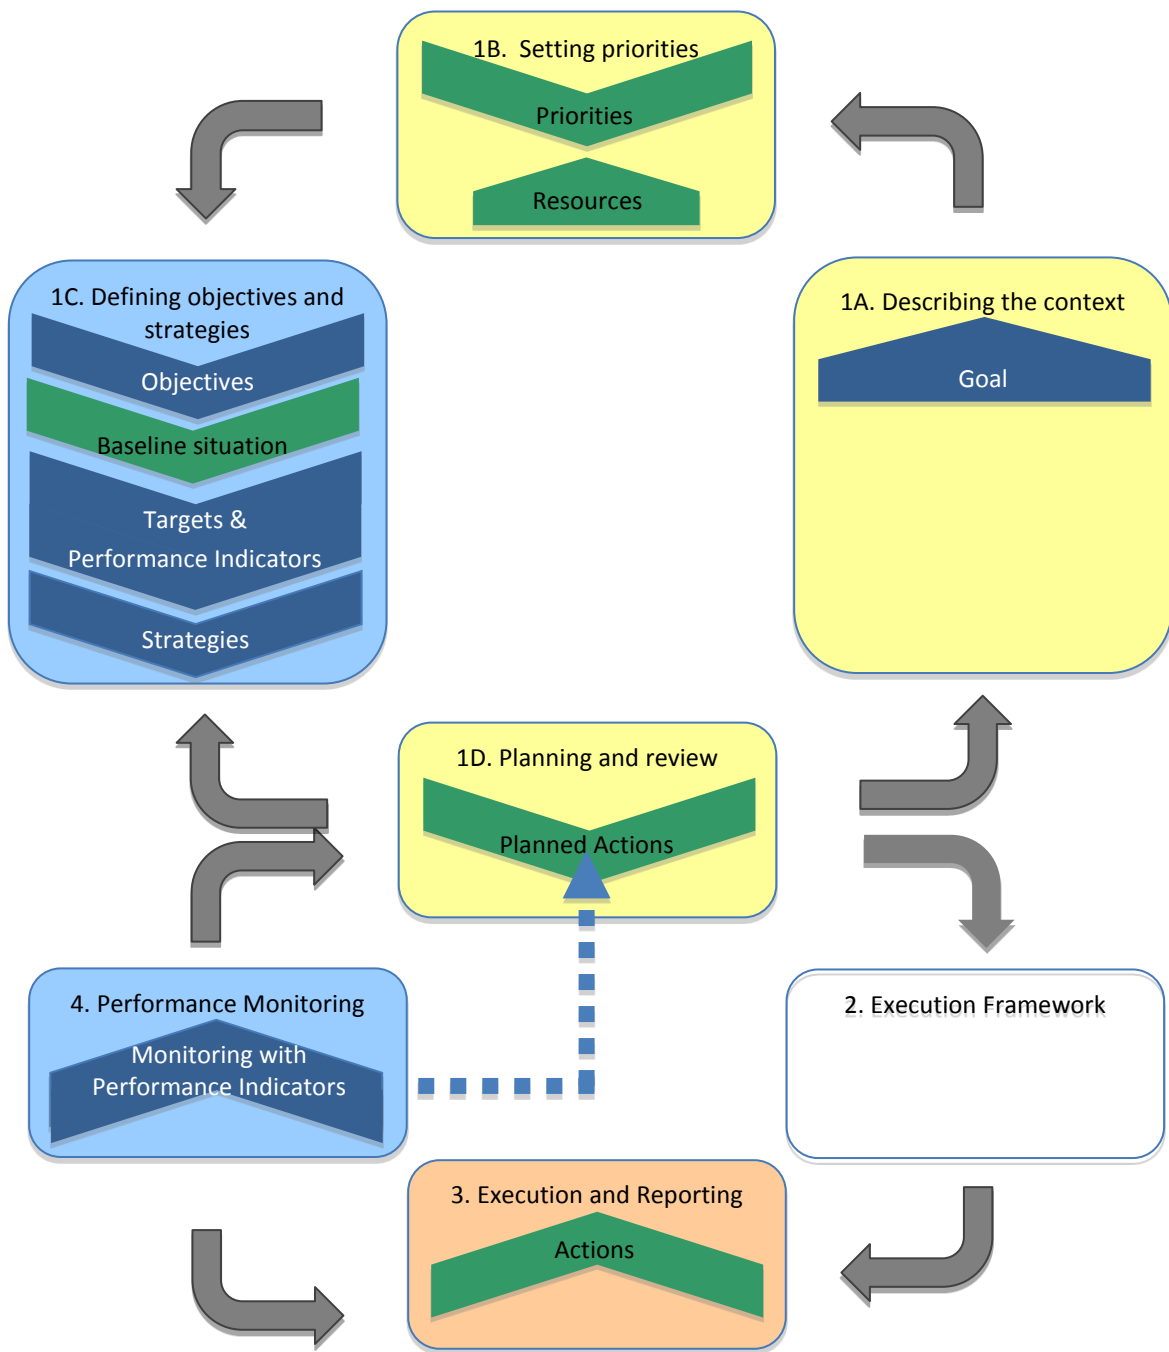 1B.  Setting priorities
Priorities
Resources
1C. Defining objectives and
strategies
Objectives
Baseline situation
Targets &
Performance Indicators
Strategies
1A. Describing the context
Goal
1D. Planning and review
Planned Actions
4. Performance Monitoring
Monitoring with
Performance Indicators
2. Execution Framework
3. Execution and Reporting
Actions